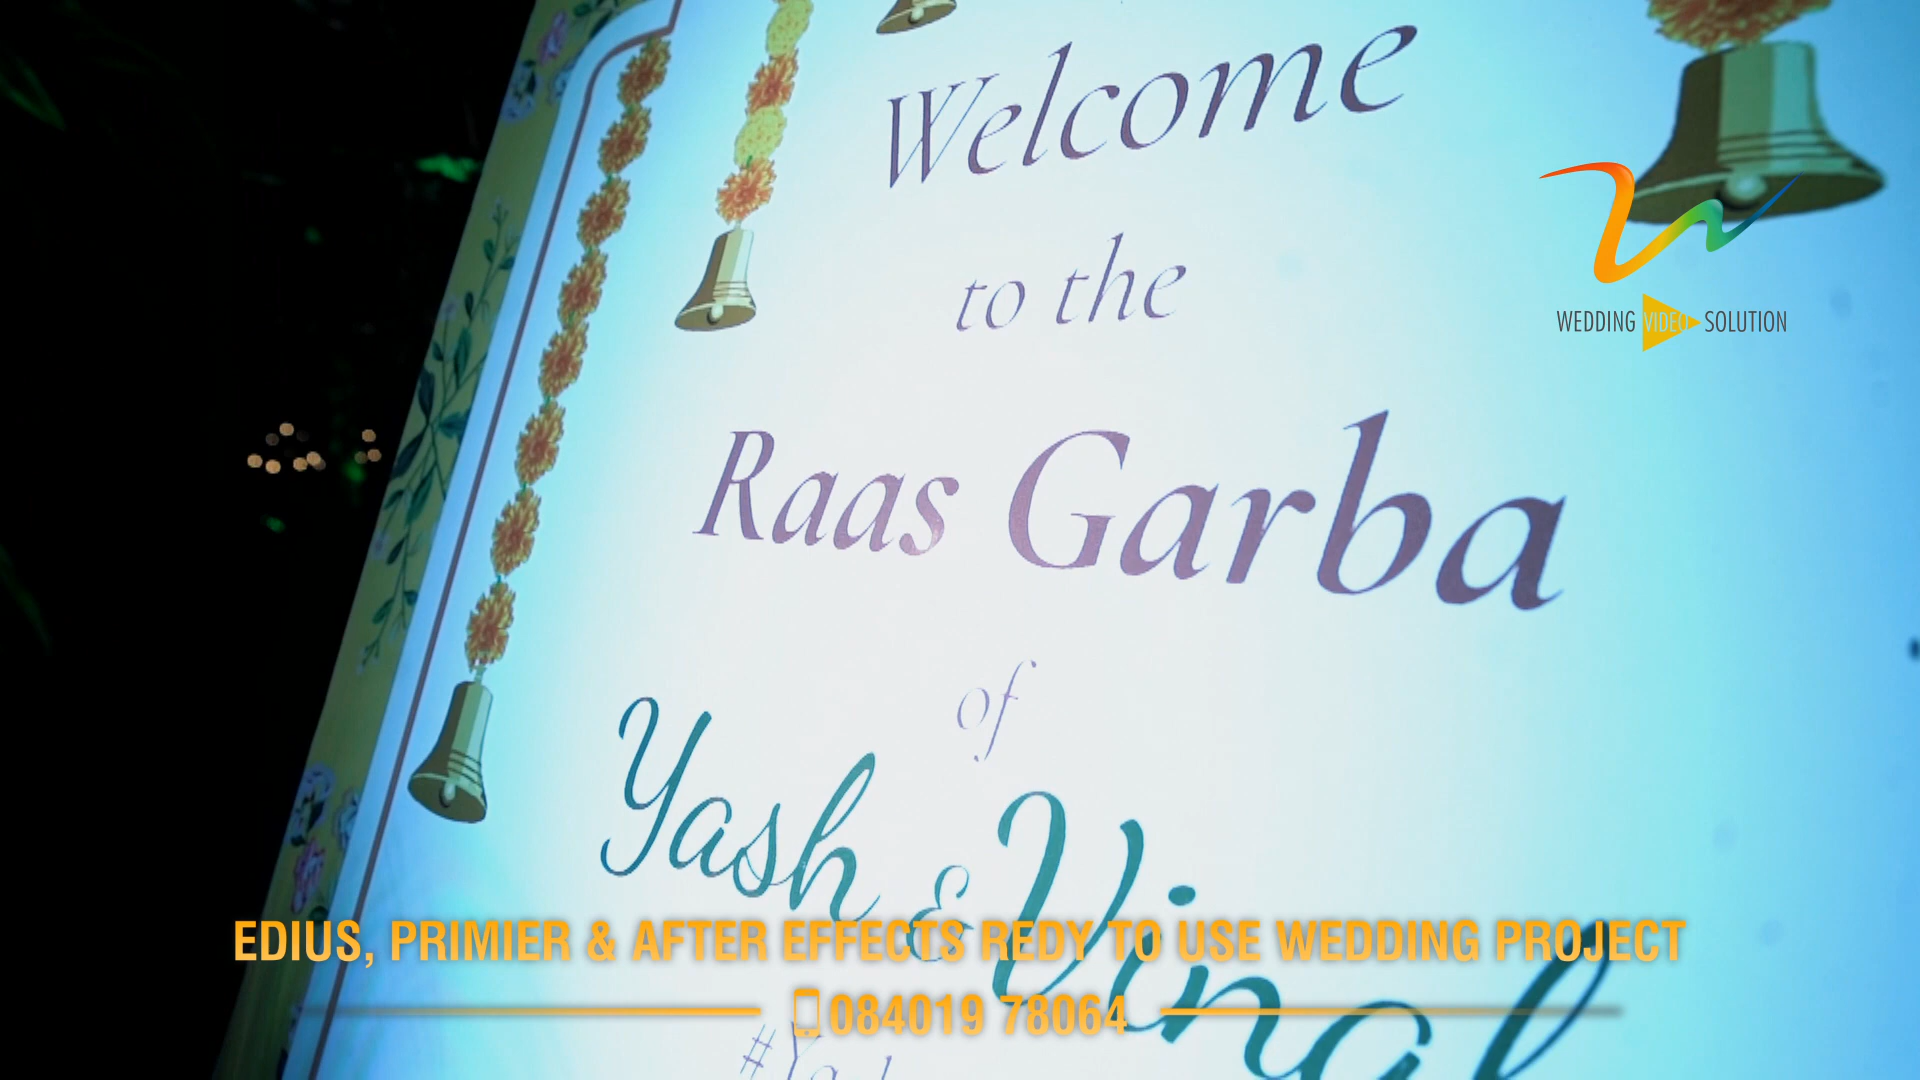 Welcome
to the
Raas Garba
of
Yash & Vinal
WEDDING VIDEO SOLUTION
EDIUS, PRIMIER & AFTER EFFECTS REDY TO USE WEDDING PROJECT
084019 78064